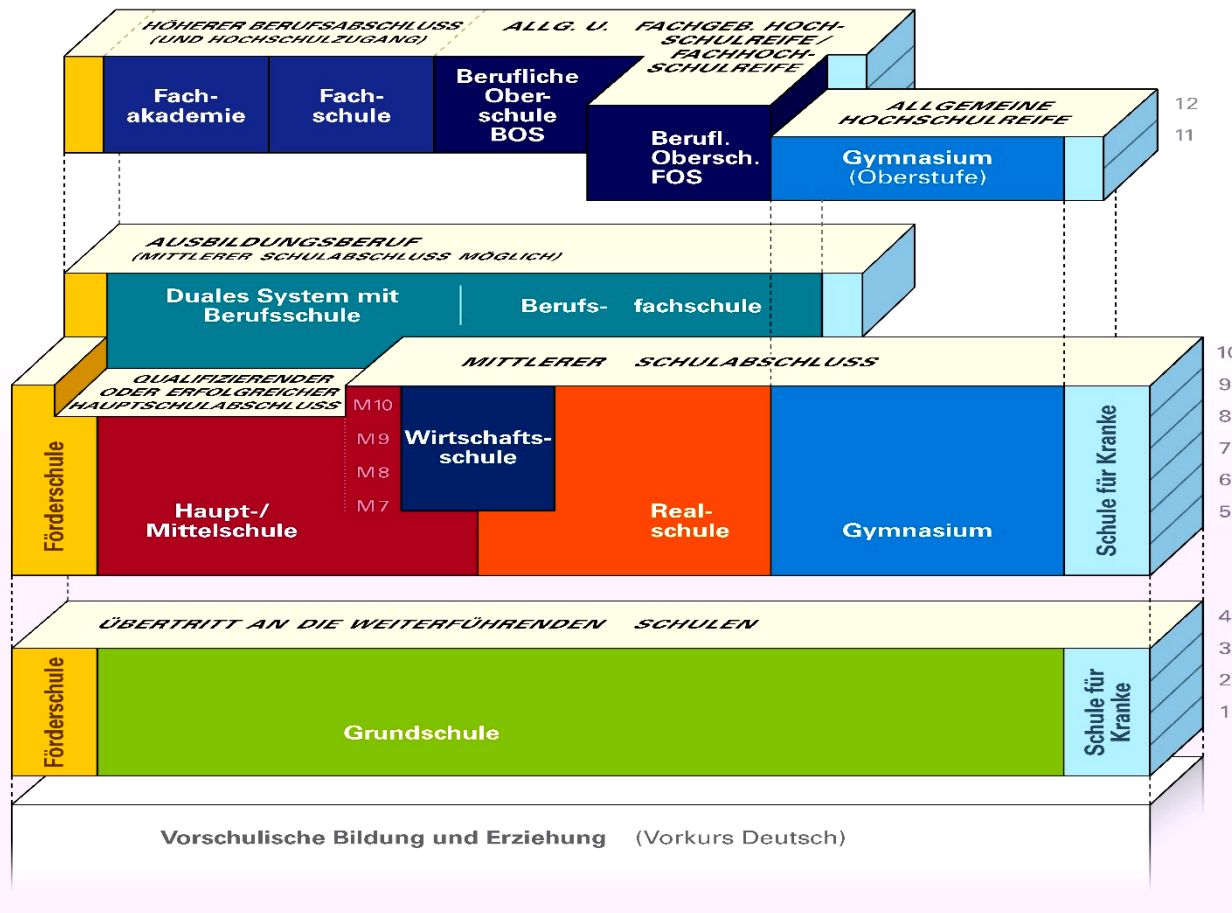 HÖHERER BERUFSABSCHLUSS
(UND HOCHSCHULZUGANG)
ALLG. U. FACHGEB. HOCH-
SCHULREIFE/
FACHHOCH-
SCHULREIFE
Fach-
akademie
Fach-
schule
Berufliche
Ober-
schule
BOS
Berufl.
Obersch.
FOS
ALLGEMEINE
HOCHSCHULREIFE
Gymnasium
(Oberstufe)
12
11
AUSBILDUNGSBERUF
(MITTLERER SCHULABSCHLUSS MÖGLICH)
Duales System mit
Berufsschule
Berufs- fachschule
MITTLERER SCHULABSCHLUSS
QUALIFIZIERENDER
ODER ERFOLGREICHER
HAUPTSCHULABSCHLUSS
Förderschule
Haupt-/
Mittelschule
M10
M9
M8
M7
Wirtschafts-
schule
Real-
schule
Gymnasium
Schule für Kranke
10
9
8
7
6
5
ÜBERTRITT AN DIE WEITERFÜHRENDEN SCHULEN
Förderschule
Grundschule
Schule für
Kranke
4
3
2
1
Vorschulische Bildung und Erziehung (Vorkurs Deutsch)